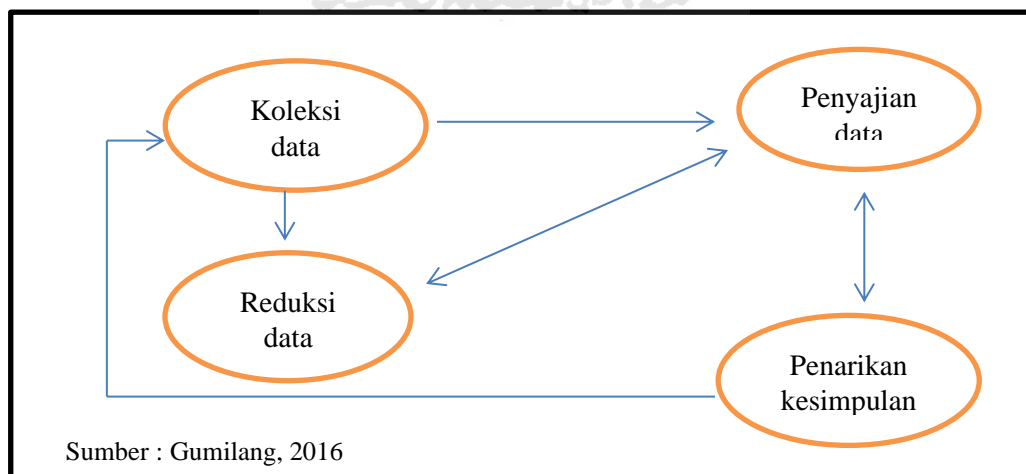 Koleksi
data
Penyajian
data
Reduksi
data
Penarikan
kesimpulan
Sumber : Gumilang, 2016